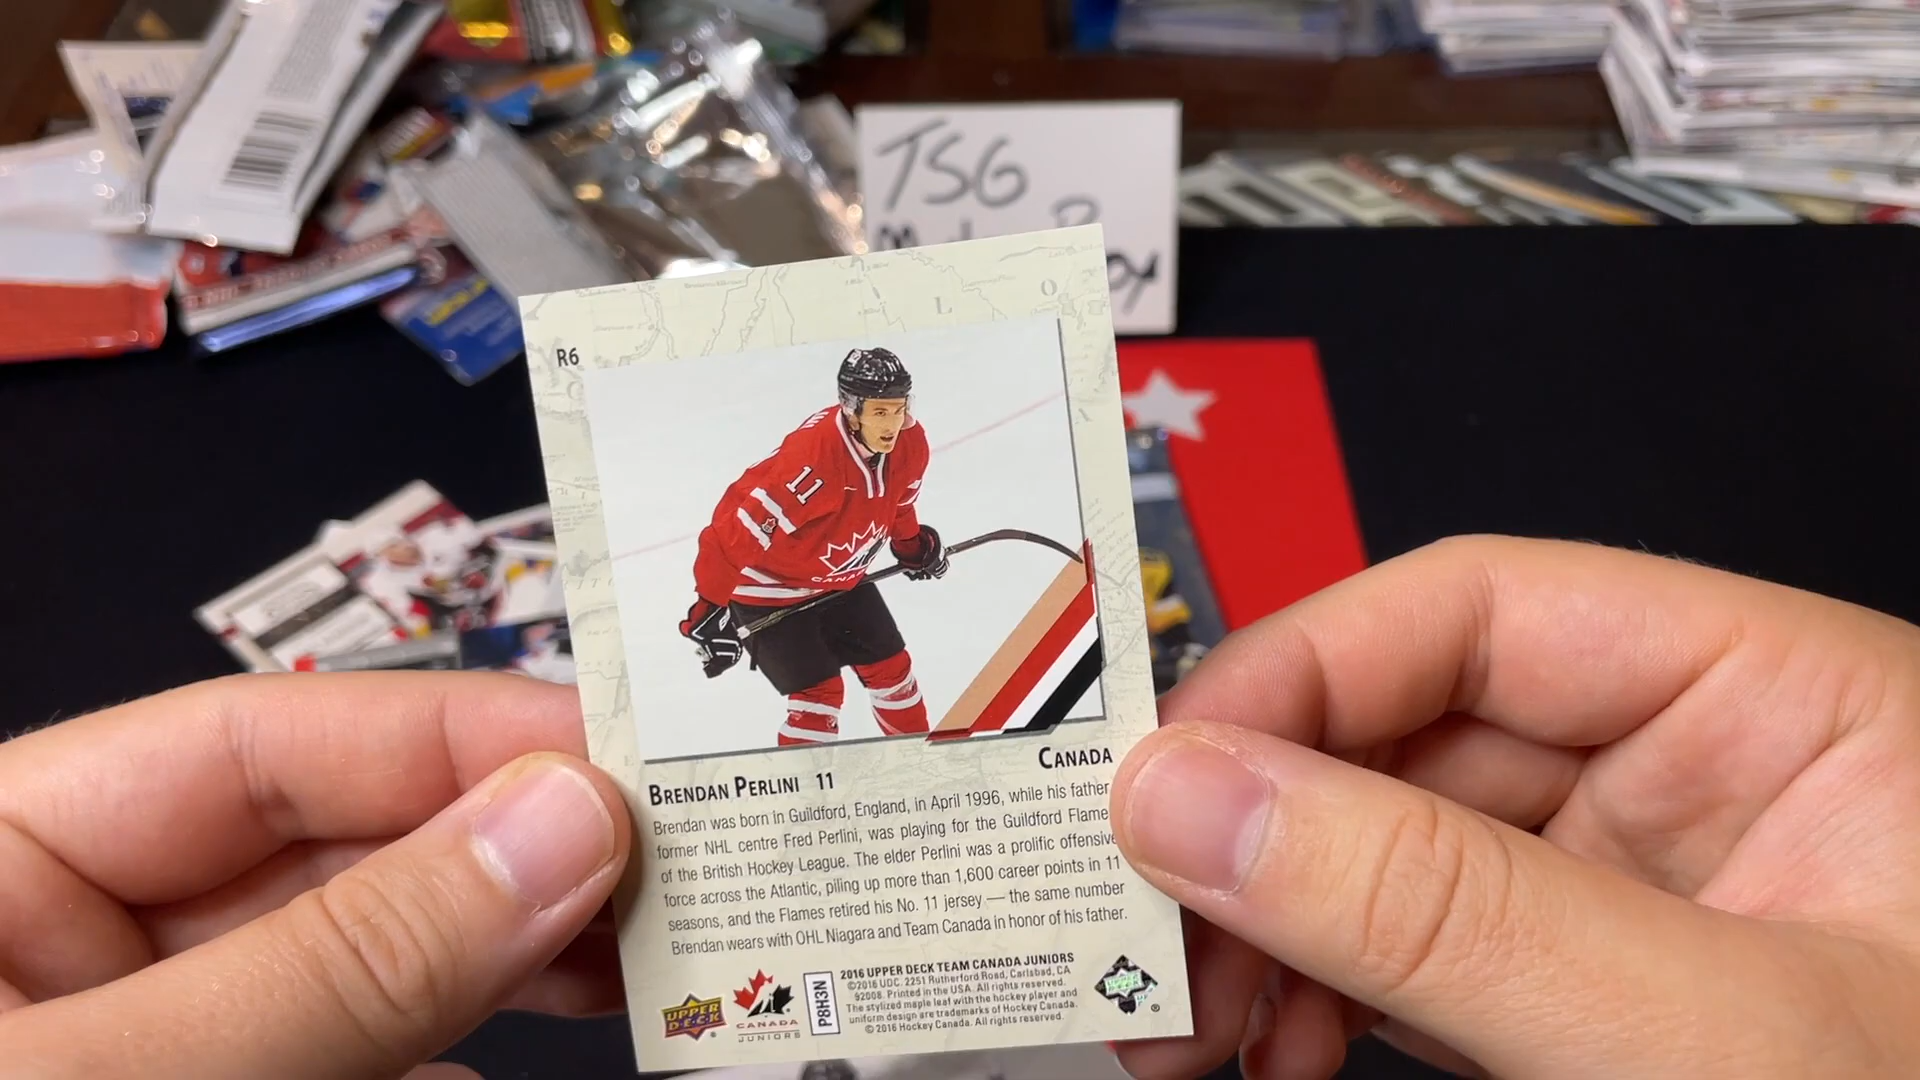 TSG
R6
L O
11
CANADA
CANADA
BRENDAN PERLINI 11
Brendan was born in Guildford, England, in April 1996, while his father
former NHL centre Fred Perlini, was playing for the Guildford Flame
of the British Hockey League. The elder Perlini was a prolific offensive
force across the Atlantic, piling up more than 1,600 career points in 11
seasons, and the Flames retired his No. 11 jersey — the same number
Brendan wears with OHL Niagara and Team Canada in honor of his father.
2016 UPPER DECK TEAM CANADA JUNIORS
©2016 UDC. 2251 Rutherford Road, Carlsbad, CA
92008. Printed in the USA. All rights reserved.
The stylized maple leaf with the hockey player and
uniform design are trademarks of Hockey Canada.
© 2016 Hockey Canada. All rights reserved.
UPPER
DECK
CANADA
JUNIORS
P8H3N
UPPER
DECK